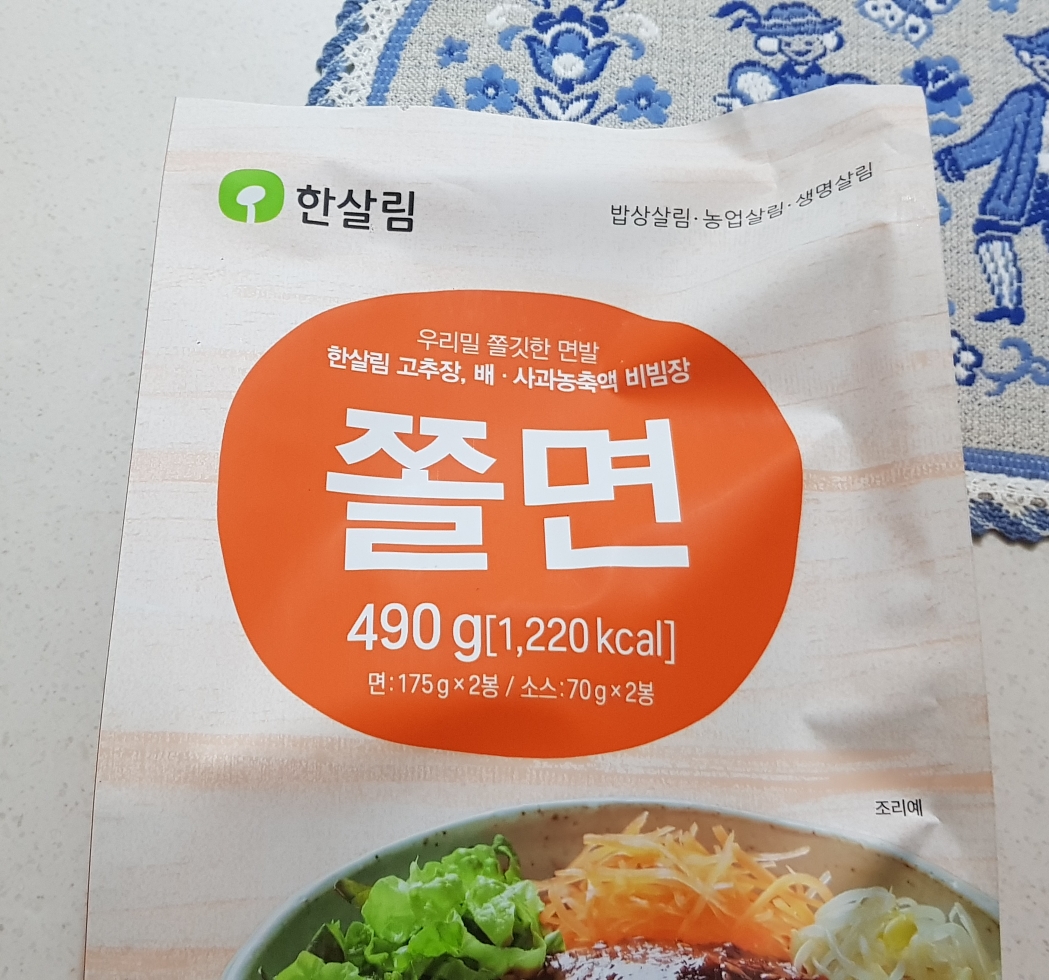 한살림
밥상살림·농업살림·생명살림
우리밀 쫄깃한 면발
한살림 고추장, 배·사과농축액 비빔장
쫄면
490 g[1,220 kcal]
면:175g×2봉 / 소스:70g×2봉
조리예